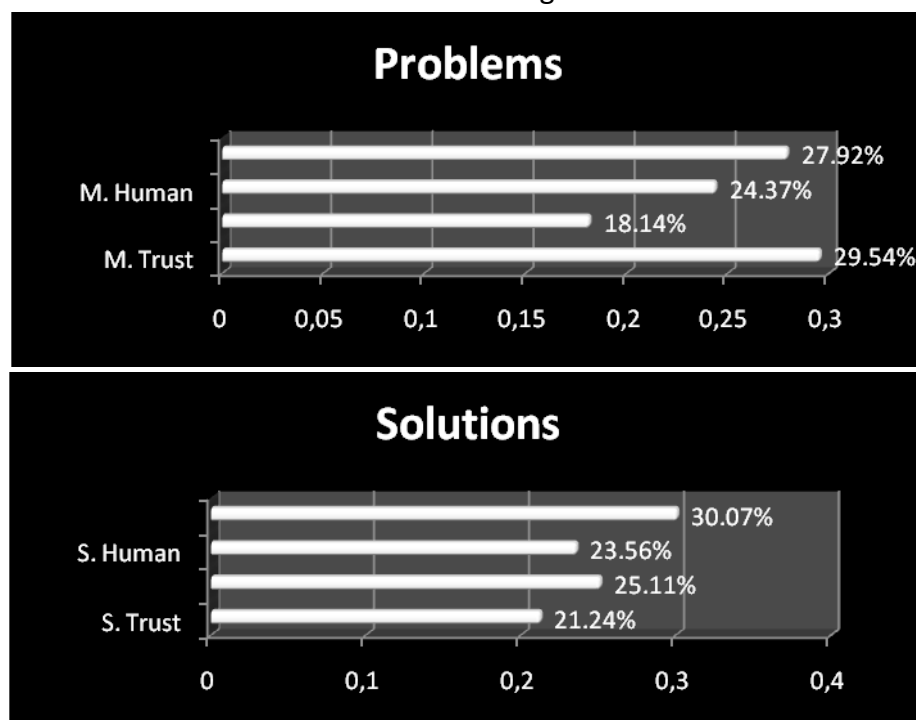 Problems
27.92%
M. Human 24.37%
18.14%
M. Trust 29.54%
0 0,05 0,1 0,15 0,2 0,25 0,3
Solutions
30.07%
S. Human 23.56%
25.11%
S. Trust 21.24%
0 0,1 0,2 0,3 0,4